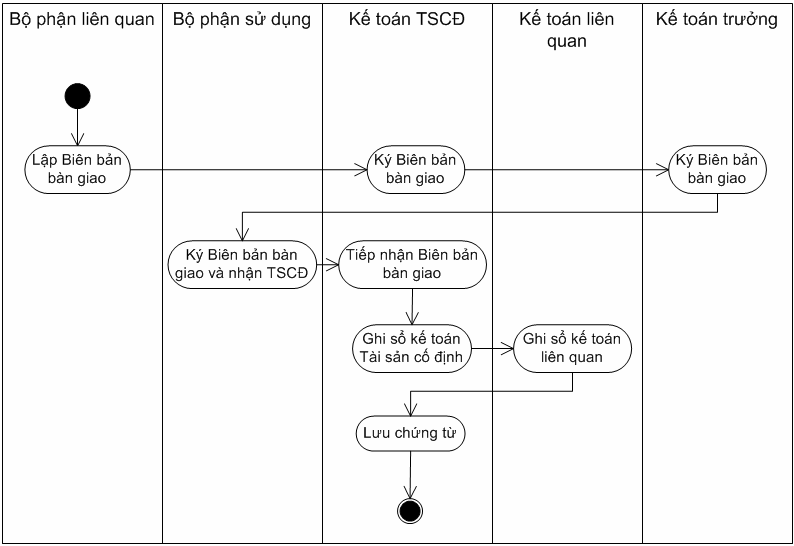 Bộ phận liên quan
Bộ phận sử dụng
Kế toán TSCĐ
Kế toán liên
quan
Kế toán trưởng
Lập Biên bản
bàn giao
Ký Biên bản
bàn giao
Ký Biên bản
bàn giao
Ký Biên bản bàn
giao và nhận TSCĐ
Tiếp nhận Biên bản
bàn giao
Ghi sổ kế toán
Tài sản cố định
Ghi sổ kế toán
liên quan
Lưu chứng từ